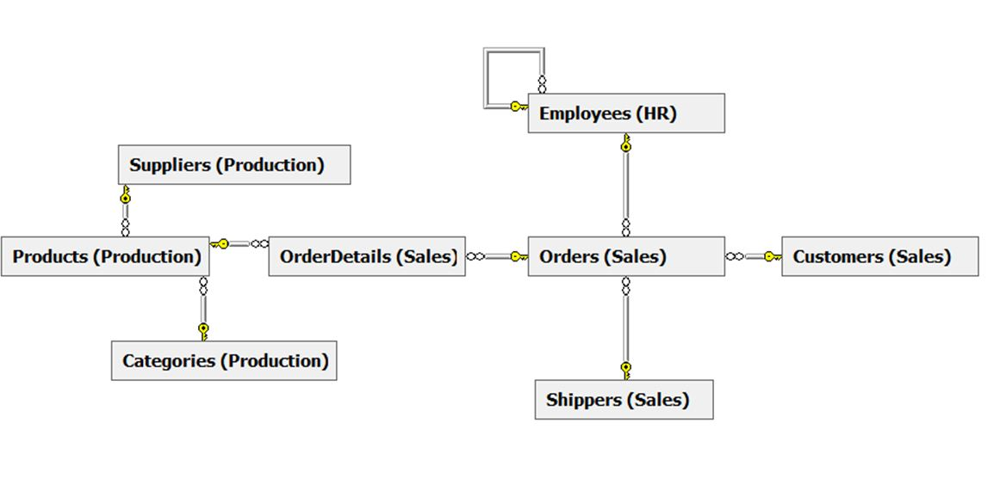 Employees (HR)
Suppliers (Production)
Products (Production)
OrderDetails (Sales)
Orders (Sales)
Customers (Sales)
Categories (Production)
Shippers (Sales)